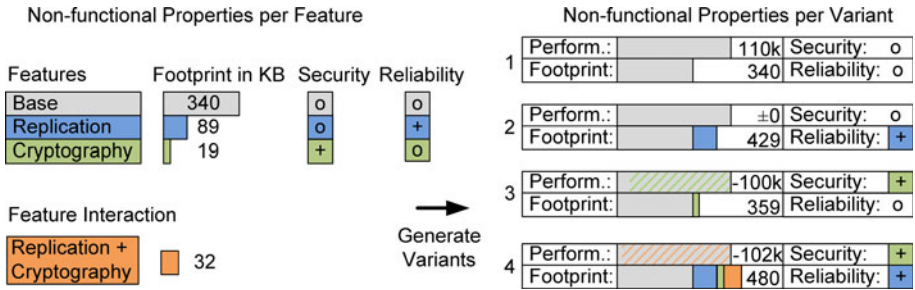 Non-functional Properties per Feature
Features Footprint in KB Security Reliability
Base 340 o o
Replication 89 o +
Cryptography 19 + o
Feature Interaction
Replication + Cryptography 32
Generate
Variants
Non-functional Properties per Variant
1
Perform.: 110k Security: o
Footprint: 340 Reliability: o
2
Perform.: ±0 Security: o
Footprint: 429 Reliability: +
3
Perform.: -100k Security: +
Footprint: 359 Reliability: o
4
Perform.: -102k Security: +
Footprint: 480 Reliability: +